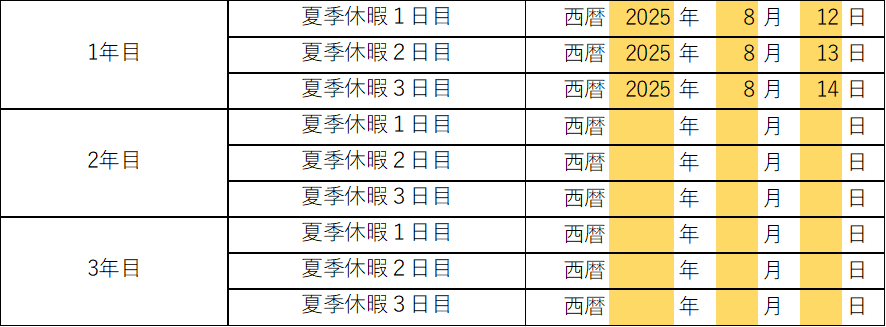 1年目
夏季休暇１日目 西暦 2025 年 8 月 12 日
夏季休暇２日目 西暦 2025 年 8 月 13 日
夏季休暇３日目 西暦 2025 年 8 月 14 日
2年目
夏季休暇１日目 西暦 年 月 日
夏季休暇２日目 西暦 年 月 日
夏季休暇３日目 西暦 年 月 日
3年目
夏季休暇１日目 西暦 年 月 日
夏季休暇２日目 西暦 年 月 日
夏季休暇３日目 西暦 年 月 日